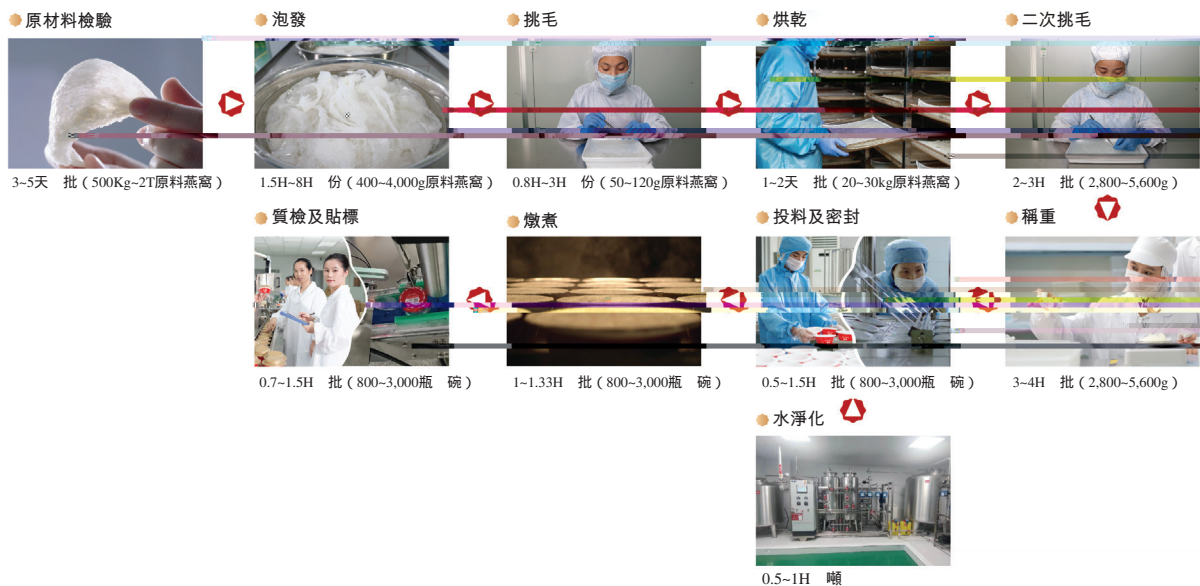 原材料檢驗
泡發
挑毛
烘乾
二次挑毛
3~5天 批（500Kg~2T原料燕窩）
1.5H~8H 份（400~4,000g原料燕窩）
0.8H~3H 份（50~120g原料燕窩）
1~2天 批（20~30kg原料燕窩）
2~3H 批（2,800~5,600g）
質檢及貼標
燉煮
投料及密封
稱重
0.7~1.5H 批（800~3,000瓶 碗）
1~1.33H 批（800~3,000瓶 碗）
0.5~1.5H 批（800~3,000瓶 碗）
3~4H 批（2,800~5,600g）
水淨化
0.5~1H 噸